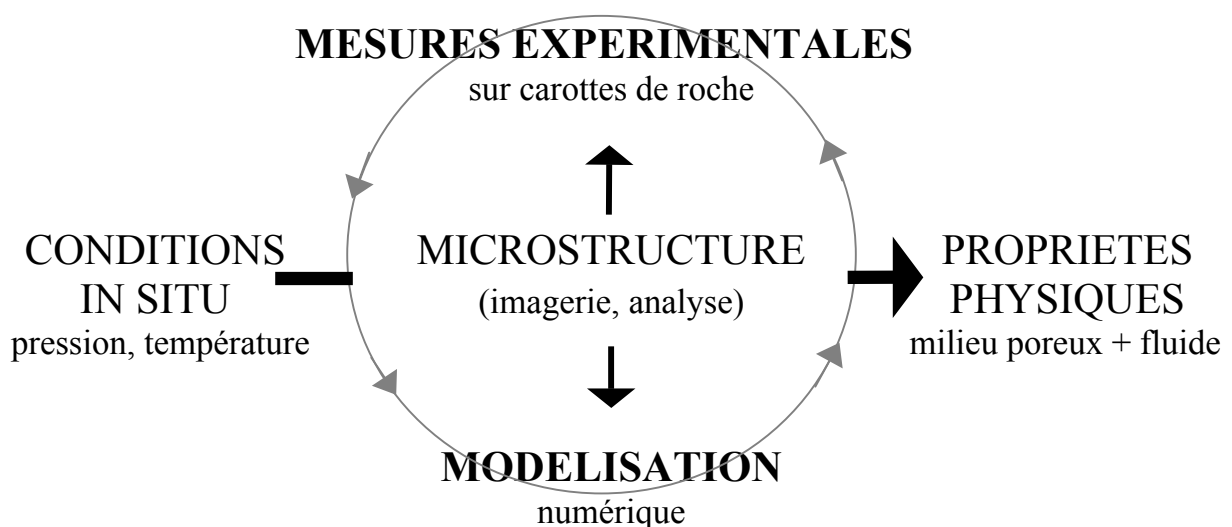 MESURES EXPERIMENTALES
sur carottes de roche
CONDITIONS
IN SITU
pression, température
MICROSTRUCTURE
(imagerie, analyse)
PROPRIETES
PHYSIQUES
milieu poreux + fluide
MODELISATION
numérique